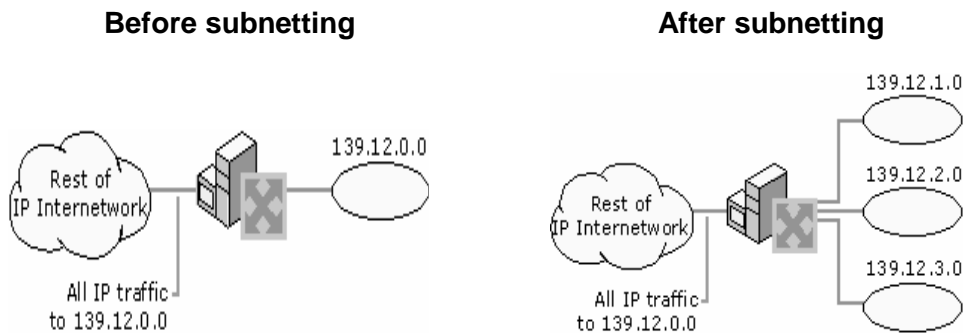 Before subnetting
139.12.0.0
Rest of
IP Internetwork
All IP traffic
to 139.12.0.0
After subnetting
139.12.1.0
139.12.2.0
Rest of
IP Internetwork
139.12.3.0
All IP traffic
to 139.12.0.0